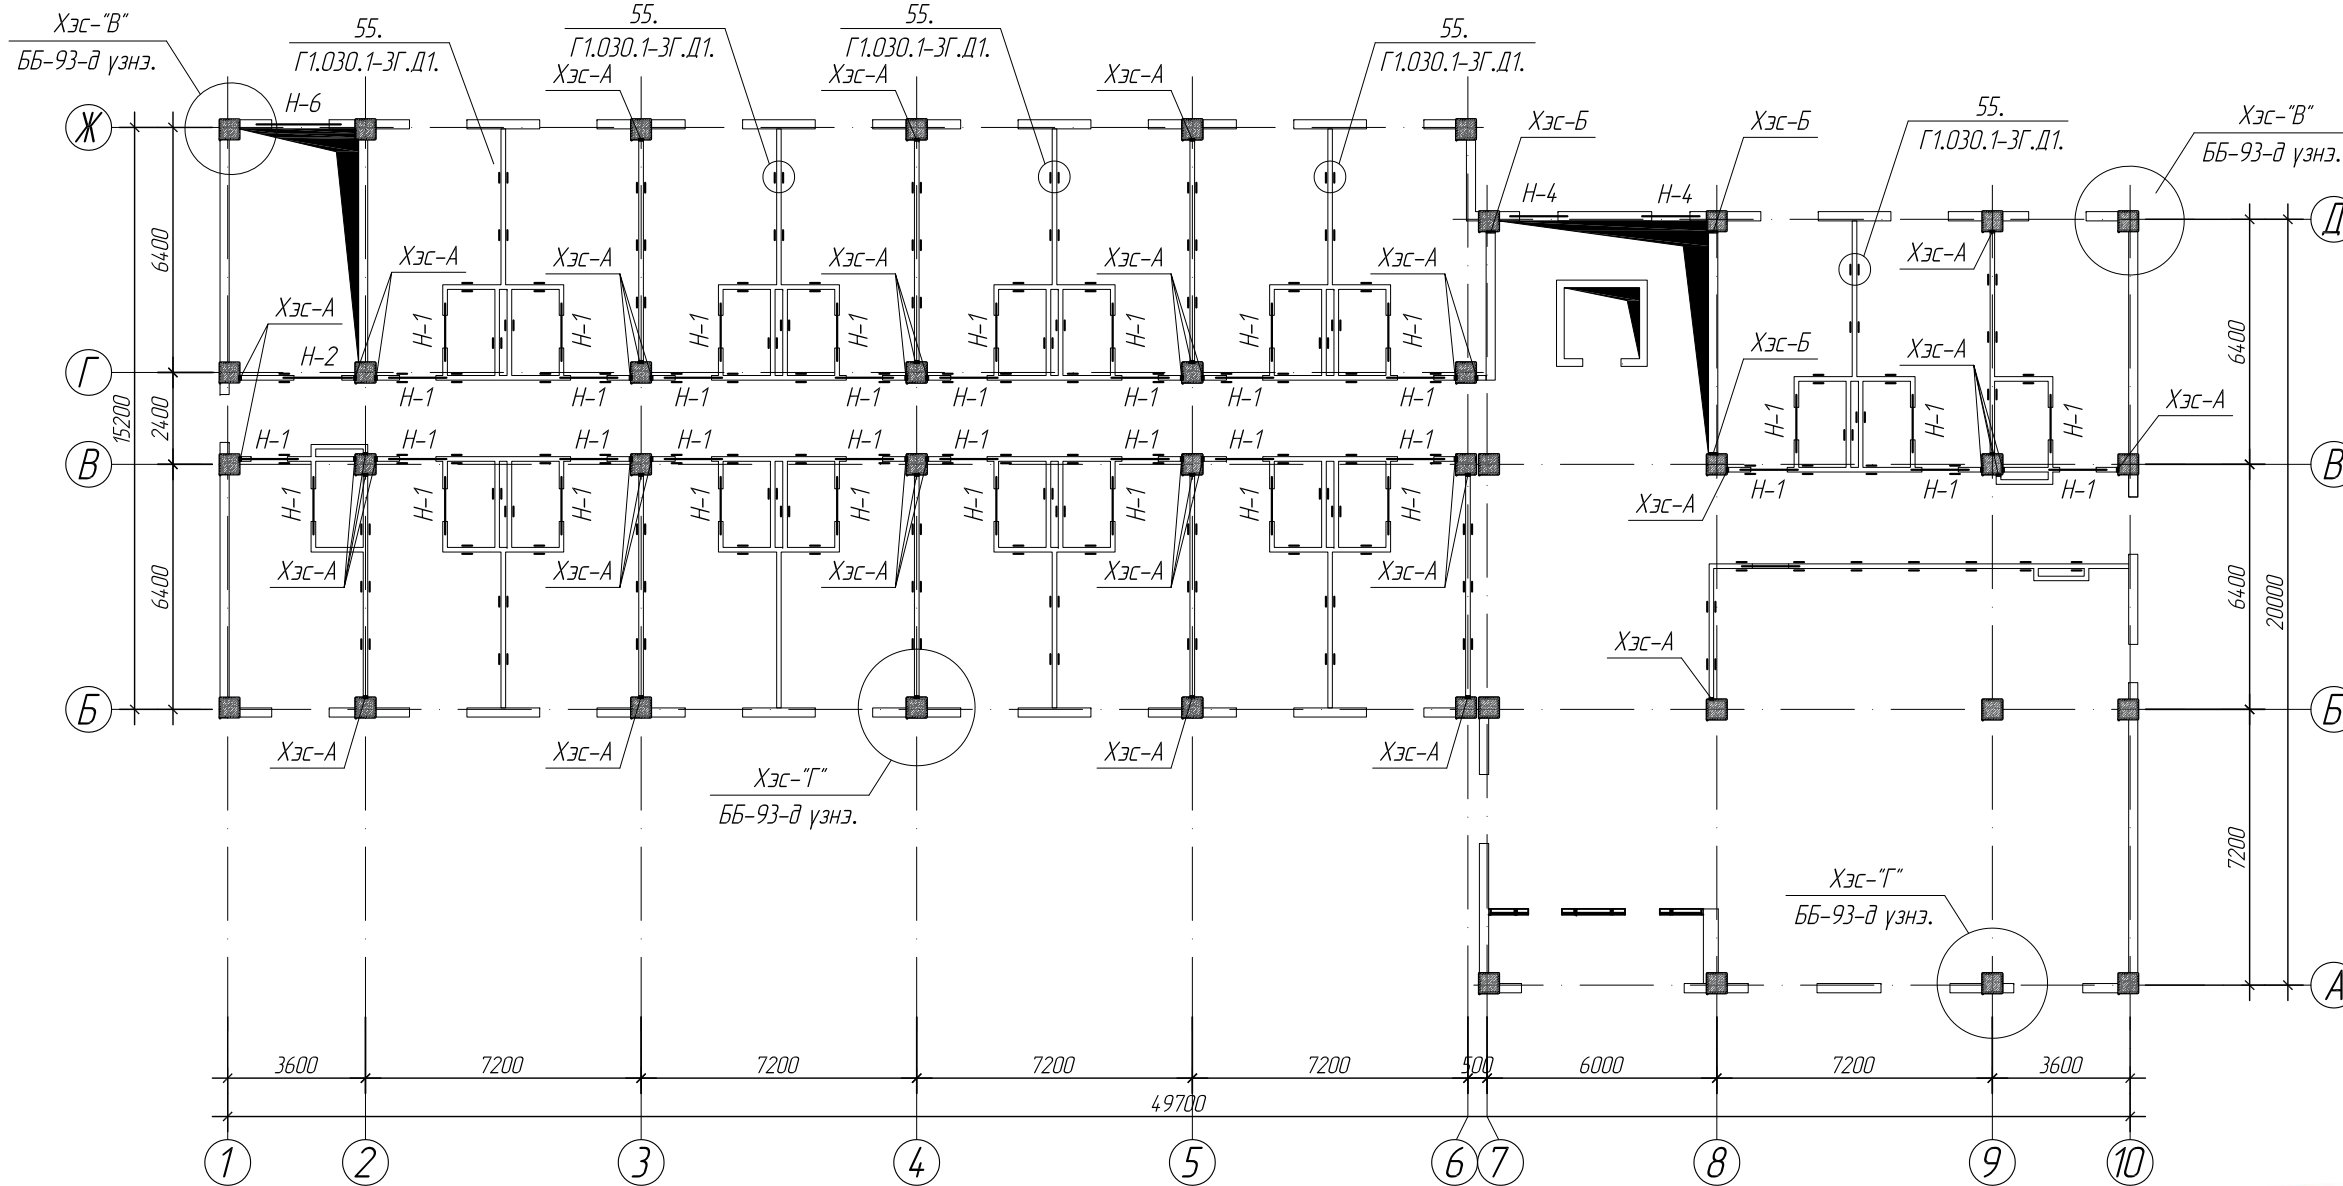 Хэс-"В"
ББ-93-д үзнэ.
55.
Г1.030.1-3Г.Д1.
55.
Г1.030.1-3Г.Д1.
Хэс-А
55.
Г1.030.1-3Г.Д1.
Хэс-А
Хэс-А
55.
Г1.030.1-3Г.Д1.
Хэс-Б
Хэс-Б
55.
Г1.030.1-3Г.Д1.
Хэс-"В"
ББ-93-д үзнэ.
Ж
Н-6
Н-4
Н-4
Д
6400
Хэс-А
Хэс-А
Хэс-А
Хэс-А
Хэс-А
Хэс-А
Хэс-А
Н-1
Н-1
Н-1
Н-1
Н-1
Н-1
Н-1
Н-1
Хэс-Б
Хэс-А
6400
Г
Н-2
15200
2400
Н-1
Н-1
Н-1
Н-1
Н-1
Н-1
Н-1
Н-1
Н-1
Н-1
Н-1
Хэс-А
В
Н-1
Н-1
Н-1
Н-1
Н-1
Н-1
Н-1
Н-1
Н-1
В
Н-1
Н-1
Н-1
Н-1
Н-1
Н-1
Н-1
Н-1
Н-1
Хэс-А
Н-1
Н-1
Н-1
6400
Хэс-А
Хэс-А
Хэс-А
Хэс-А
Хэс-А
6400
20000
Хэс-А
Б
Б
Хэс-А
Хэс-А
Хэс-"Г"
ББ-93-д үзнэ.
Хэс-А
Хэс-А
7200
Хэс-"Г"
ББ-93-д үзнэ.
А
3600
7200
7200
7200
7200
500
6000
7200
3600
49700
1
2
3
4
5
6
7
8
9
10